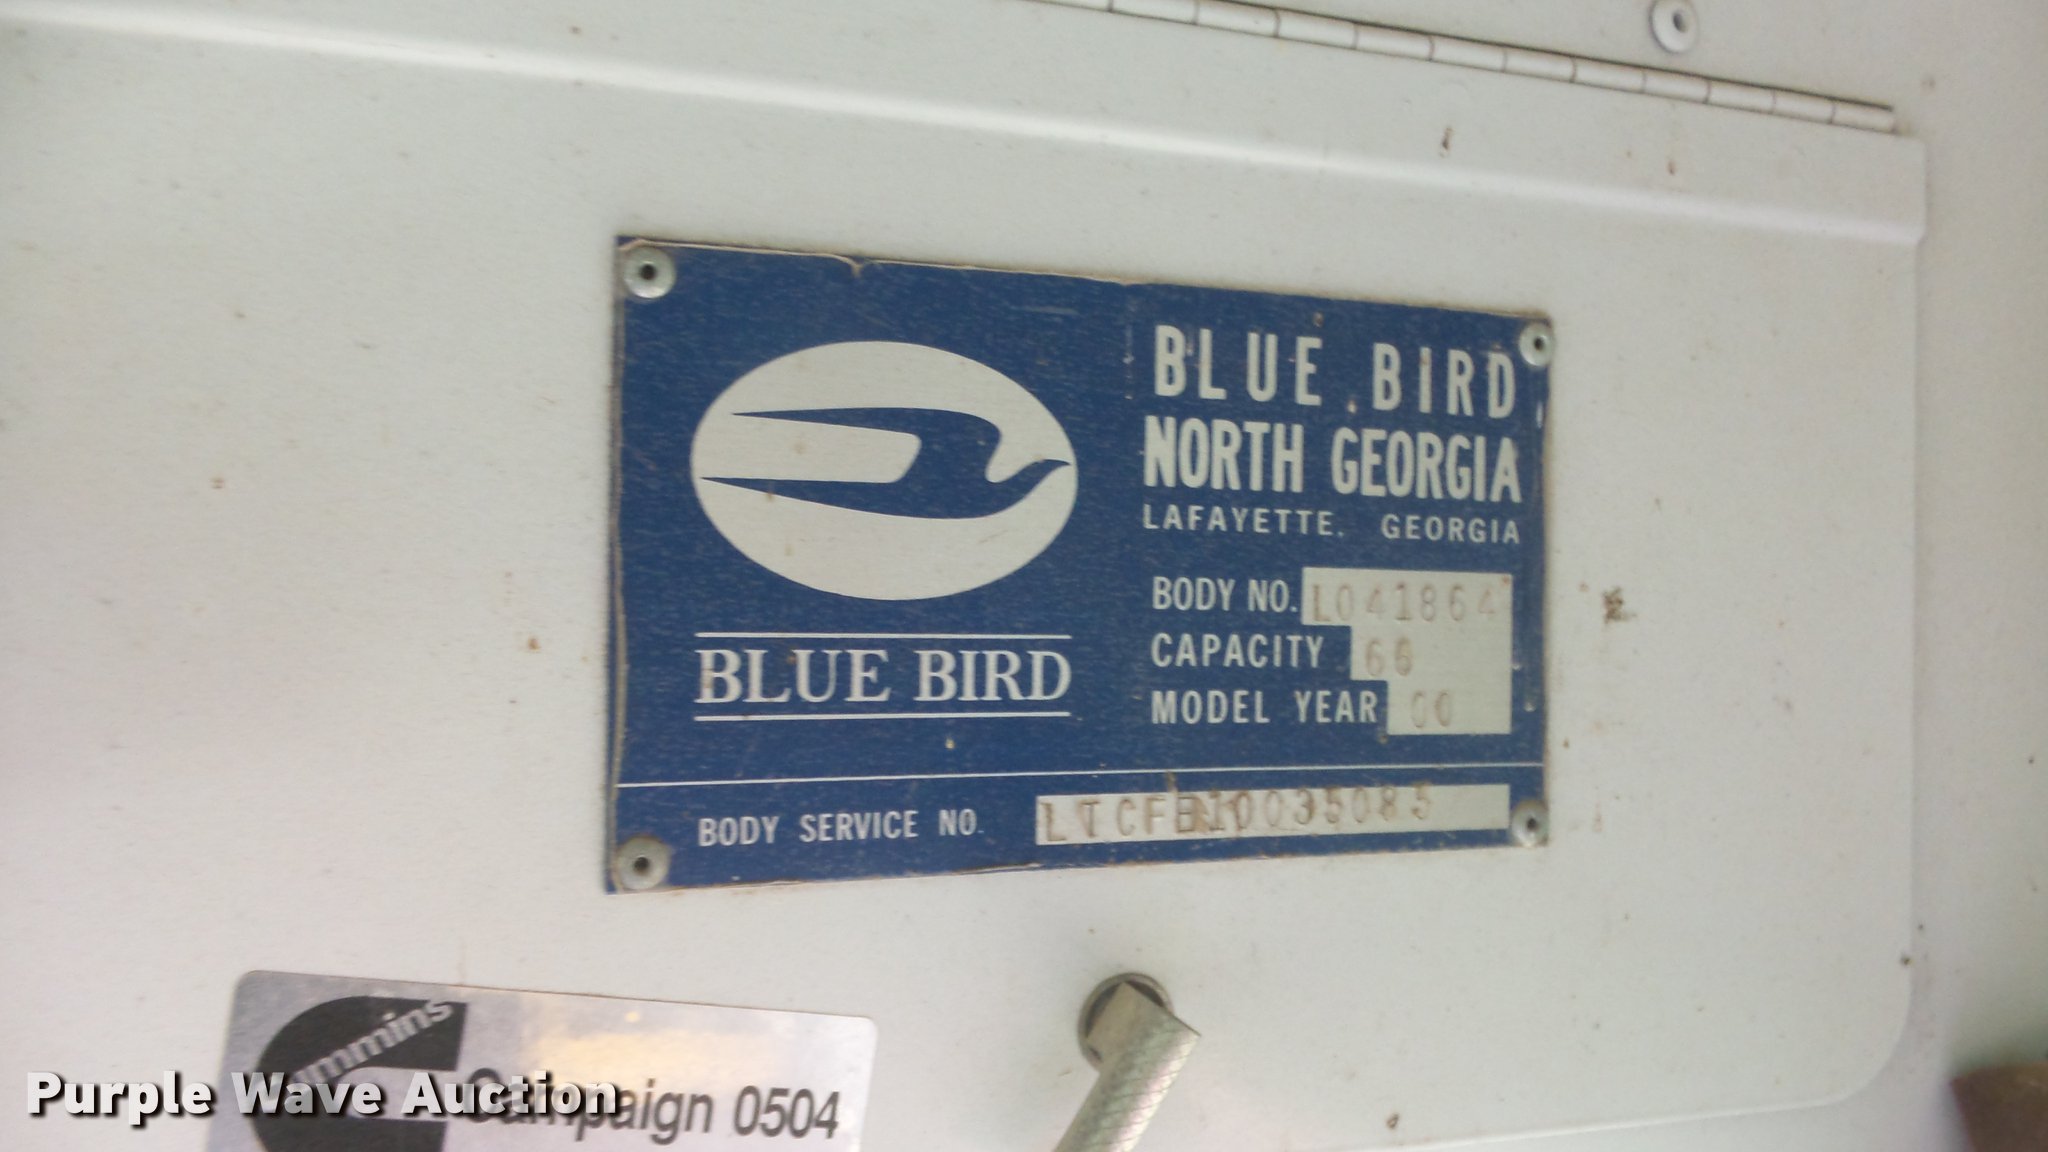 BLUE BIRD
NORTH GEORGIA
LAFAYETTE, GEORGIA
BODY NO. L041864
CAPACITY 66
MODEL YEAR 00
BLUE BIRD
BODY SERVICE NO. LTCFE10035085
Cummins
Campaign 0504
Purple Wave Auction